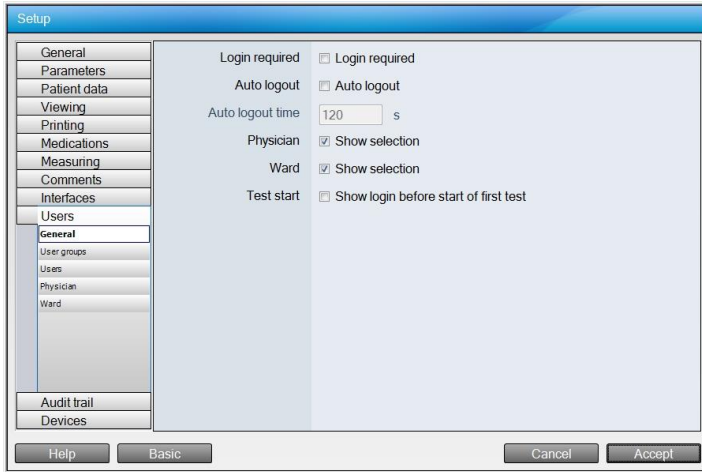 Setup
General
Parameters
Patient data
Viewing
Printing
Medications
Measuring
Comments
Interfaces
Users
General
User groups
Users
Physician
Ward
Audit trail
Devices
Login required Login required
Auto logout Auto logout
Auto logout time 120 s
Physician Show selection
Ward Show selection
Test start Show login before start of first test
Help Basic Cancel Accept